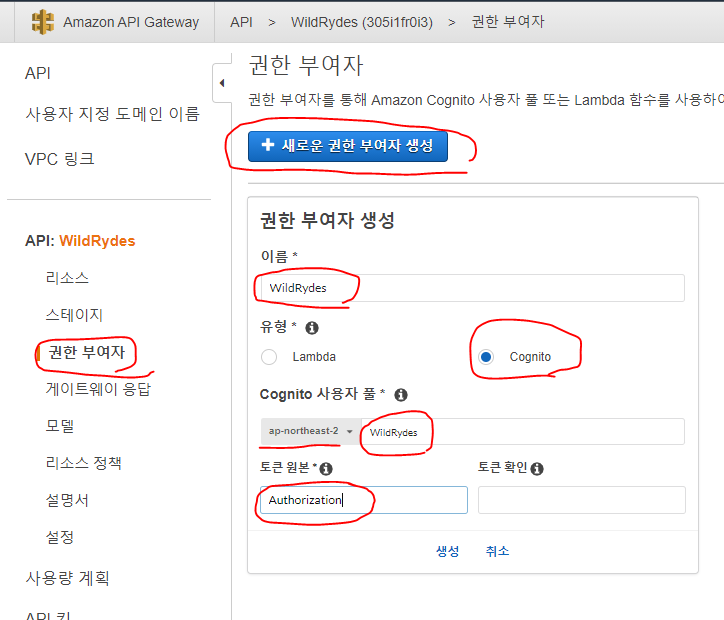 Amazon API Gateway
API > WildRydes (305i1fr0i3) > 권한 부여자
API
사용자 지정 도메인 이름
VPC 링크
API: WildRydes
리소스
스테이지
권한 부여자
게이트웨이 응답
모델
리소스 정책
설명서
설정
사용량 계획
API 키
권한 부여자
권한 부여자를 통해 Amazon Cognito 사용자 풀 또는 Lambda 함수를 사용하여
+ 새로운 권한 부여자 생성
권한 부여자 생성
이름 *
WildRydes
유형 *
Lambda
Cognito
Cognito 사용자 풀 *
ap-northeast-2
WildRydes
토큰 원본 *
토큰 확인
Authorization
생성 취소